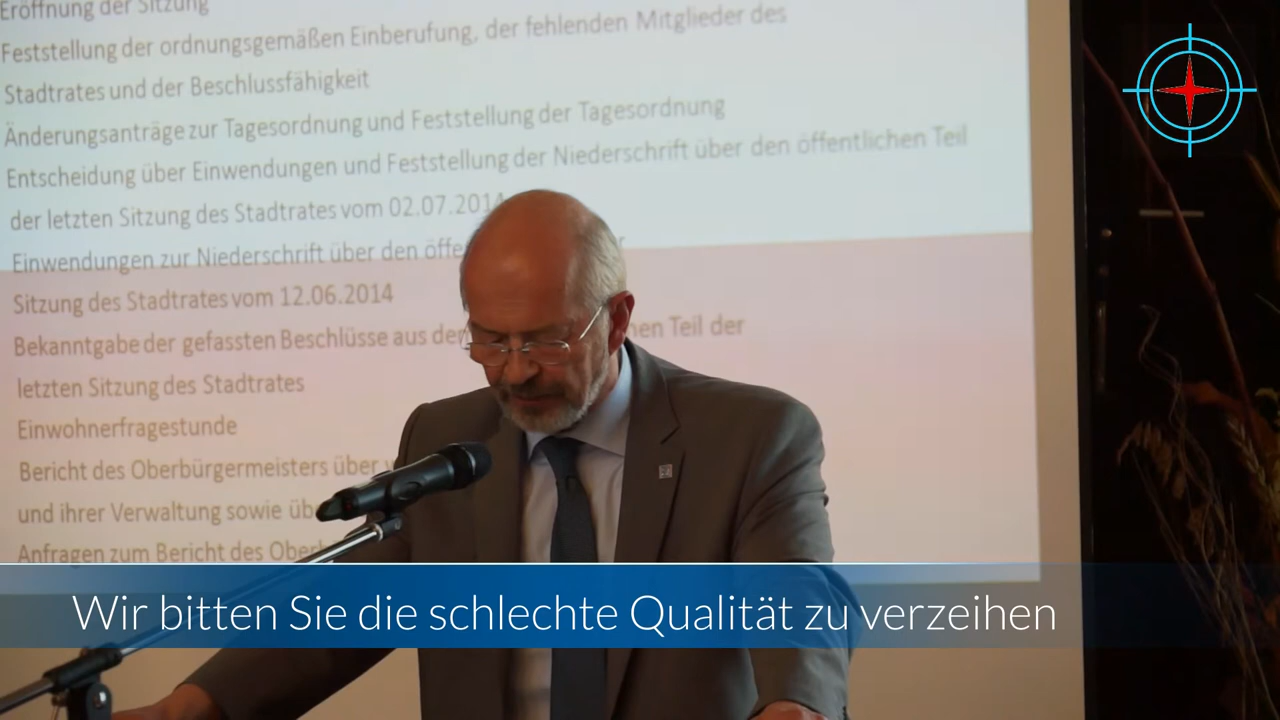 Eröffnung der Sitzung
Feststellung der ordnungsgemäßen Einberufung, der fehlenden Mitglieder des
Stadtrates und der Beschlussfähigkeit
Änderungsanträge zur Tagesordnung und Feststellung der Tagesordnung
Entscheidung über Einwendungen und Feststellung der Niederschrift über den öffentlichen Teil
der letzten Sitzung des Stadtrates vom 02.07.2014
Einwendungen zur Niederschrift über den
Sitzung des Stadtrates vom 12.06.2014
Bekanntgabe der gefassten Beschlüsse aus Teil der
letzten Sitzung des Stadtrates
Einwohnerfragestunde
Bericht des Oberbürgermeisters über
und ihrer Verwaltung sowie
Anfragen zum Bericht des
Wir bitten Sie die schlechte Qualität zu verzeihen